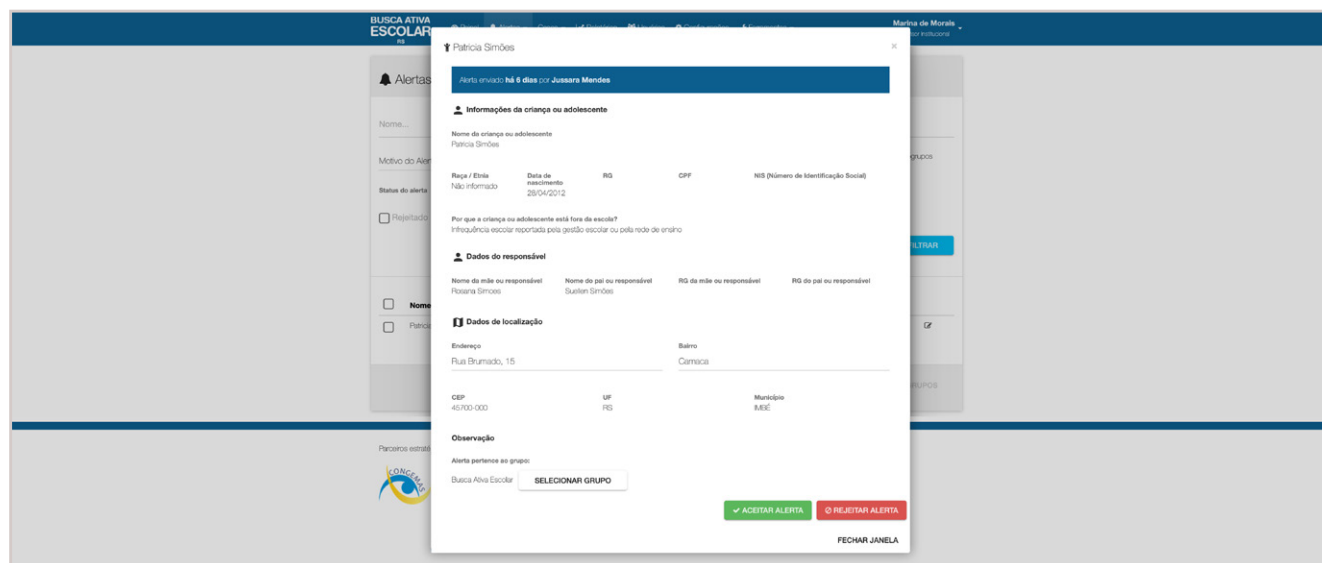 BUSCA ATIVA
ESCOLAR
RS
Marina de Morais
Patricia Simões
Alertas
Alerta enviado há 6 dias por Jussara Mendes
Informações da criança ou adolescente
Nome...
Nome da criança ou adolescente
Patricia Simões
Motivo do Aler
grupos
Raça / Etnia
Não informado
Data de
nascimento
28/04/2012
RG
CPF
NIS (Número de Identificação Social)
Status do alerta
Rejeitado
Por que a criança ou adolescente está fora da escola?
Infrequência escolar reportada pela gestão escolar ou pela rede de ensino
ILTRAR
Dados do responsável
Nome da mãe ou responsável
Rosana Simoes
Nome do pai ou responsável
Suellen Simões
RG da mãe ou responsável
RG do pai ou responsável
Nome
Patricia
Dados de localização
Endereço
Rua Brumado, 15
Bairro
Camaca
RUPOS
CEP
45700-000
UF
RS
Município
IMBÉ
Observação
Parceiros estraté
Alerta pertence ao grupo:
CONGEMAS
Busca Ativa Escolar
SELECIONAR GRUPO
ACEITAR ALERTA
REJEITAR ALERTA
FECHAR JANELA